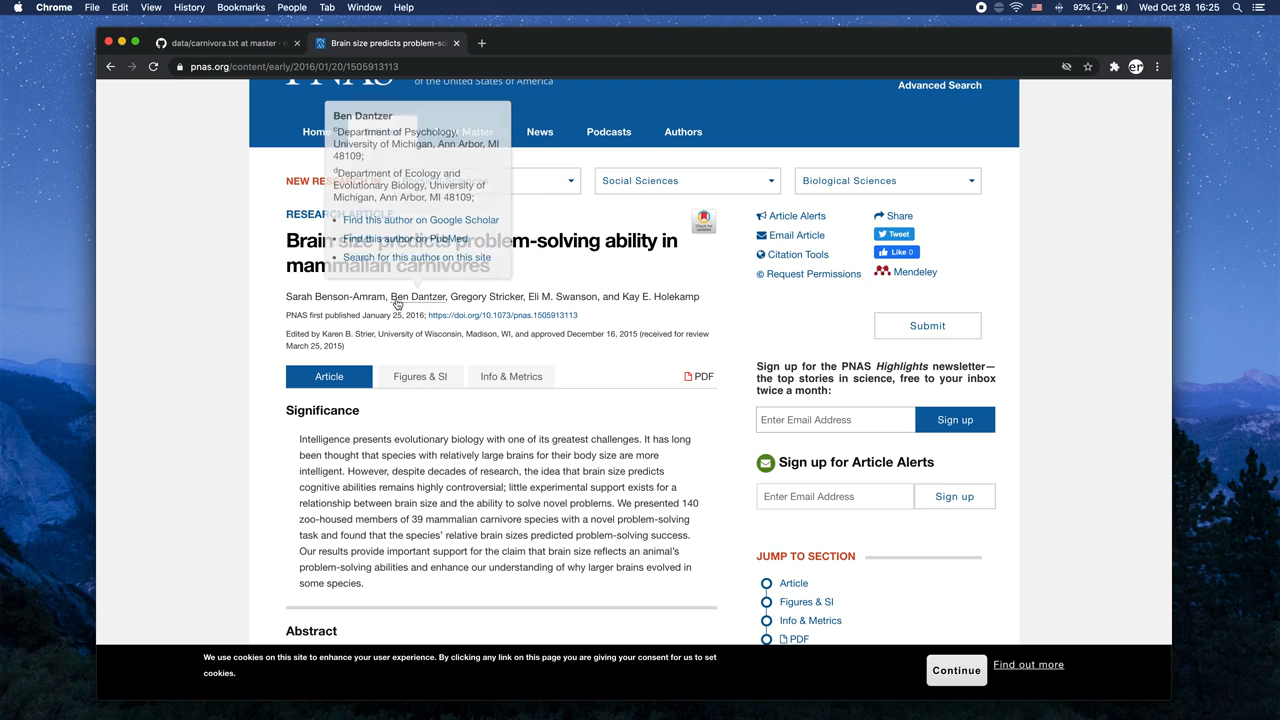 Chrome File Edit View History Bookmarks People Tab Window Help 92% Wed Oct 28 16:25
data/carnivora.txt at master ·
Brain size predicts problem-so
pnas.org/content/early/2016/01/20/1505913113
PNAS
of the United States of America
Advanced Search
Home Matter News Podcasts Authors
NEW RESEARCH IN Social Sciences Biological Sciences
Ben Dantzer
cDepartment of Psychology,
University of Michigan, Ann Arbor, MI
48109;
dDepartment of Ecology and
Evolutionary Biology, University of
Michigan, Ann Arbor, MI 48109;
• Find this author on Google Scholar
• Find this author on PubMed
• Search for this author on this site
RESEARCH ARTICLE
Brain size predicts problem-solving ability in
mammalian carnivores
Check for updates
Sarah Benson-Amram, Ben Dantzer, Gregory Stricker, Eli M. Swanson, and Kay E. Holekamp
PNAS first published January 25, 2016; https://doi.org/10.1073/pnas.1505913113
Edited by Karen B. Strier, University of Wisconsin, Madison, WI, and approved December 16, 2015 (received for review
March 25, 2015)
Article Figures & SI Info & Metrics PDF
Significance
Intelligence presents evolutionary biology with one of its greatest challenges. It has long
been thought that species with relatively large brains for their body size are more
intelligent. However, despite decades of research, the idea that brain size predicts
cognitive abilities remains highly controversial; little experimental support exists for a
relationship between brain size and the ability to solve novel problems. We presented 140
zoo-housed members of 39 mammalian carnivore species with a novel problem-solving
task and found that the species' relative brain sizes predicted problem-solving success.
Our results provide important support for the claim that brain size reflects an animal's
problem-solving abilities and enhance our understanding of why larger brains evolved in
some species.
Abstract
Article Alerts Share
Email Article Tweet
Citation Tools Like 0
© Request Permissions Mendeley
Submit
Sign up for the PNAS Highlights newsletter—
the top stories in science, free to your inbox
twice a month:
Enter Email Address Sign up
Sign up for Article Alerts
Enter Email Address Sign up
JUMP TO SECTION
Article
Figures & SI
Info & Metrics
PDF
We use cookies on this site to enhance your user experience. By clicking any link on this page you are giving your consent for us to set
cookies.
Continue Find out more